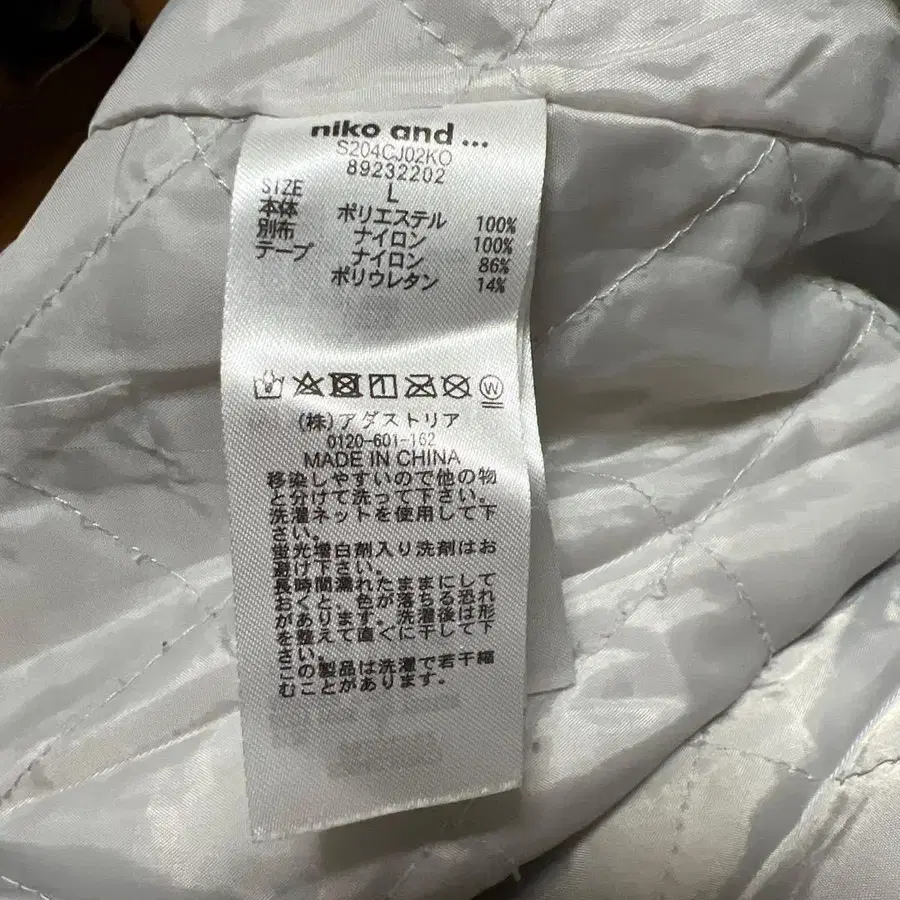 niko and ...
S204CJ02KO
89232202
SIZE L
本体 ポリエステル 100%
別布 ナイロン 100%
テープ ナイロン 86%
ポリウレタン 14%
W
(株)アダストリア
0120-601-162
MADE IN CHINA
移染しやすいので他の物
と分けて洗って下さい。
洗濯ネットを使用して下
さい。
蛍光増白剤入り洗剤はお
避け下さい。
長時間濡れたままにして
おくと、色が落ちる恐れ
があります。洗濯後は形
を整えて直ぐに干して下
さい。
この製品は洗濯で若干縮
むことがあります。